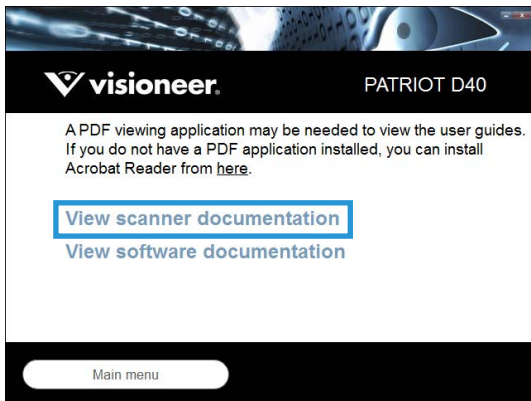 visioneer.
PATRIOT D40
A PDF viewing application may be needed to view the user guides.
If you do not have a PDF application installed, you can install
Acrobat Reader from here.
View scanner documentation
View software documentation
Main menu